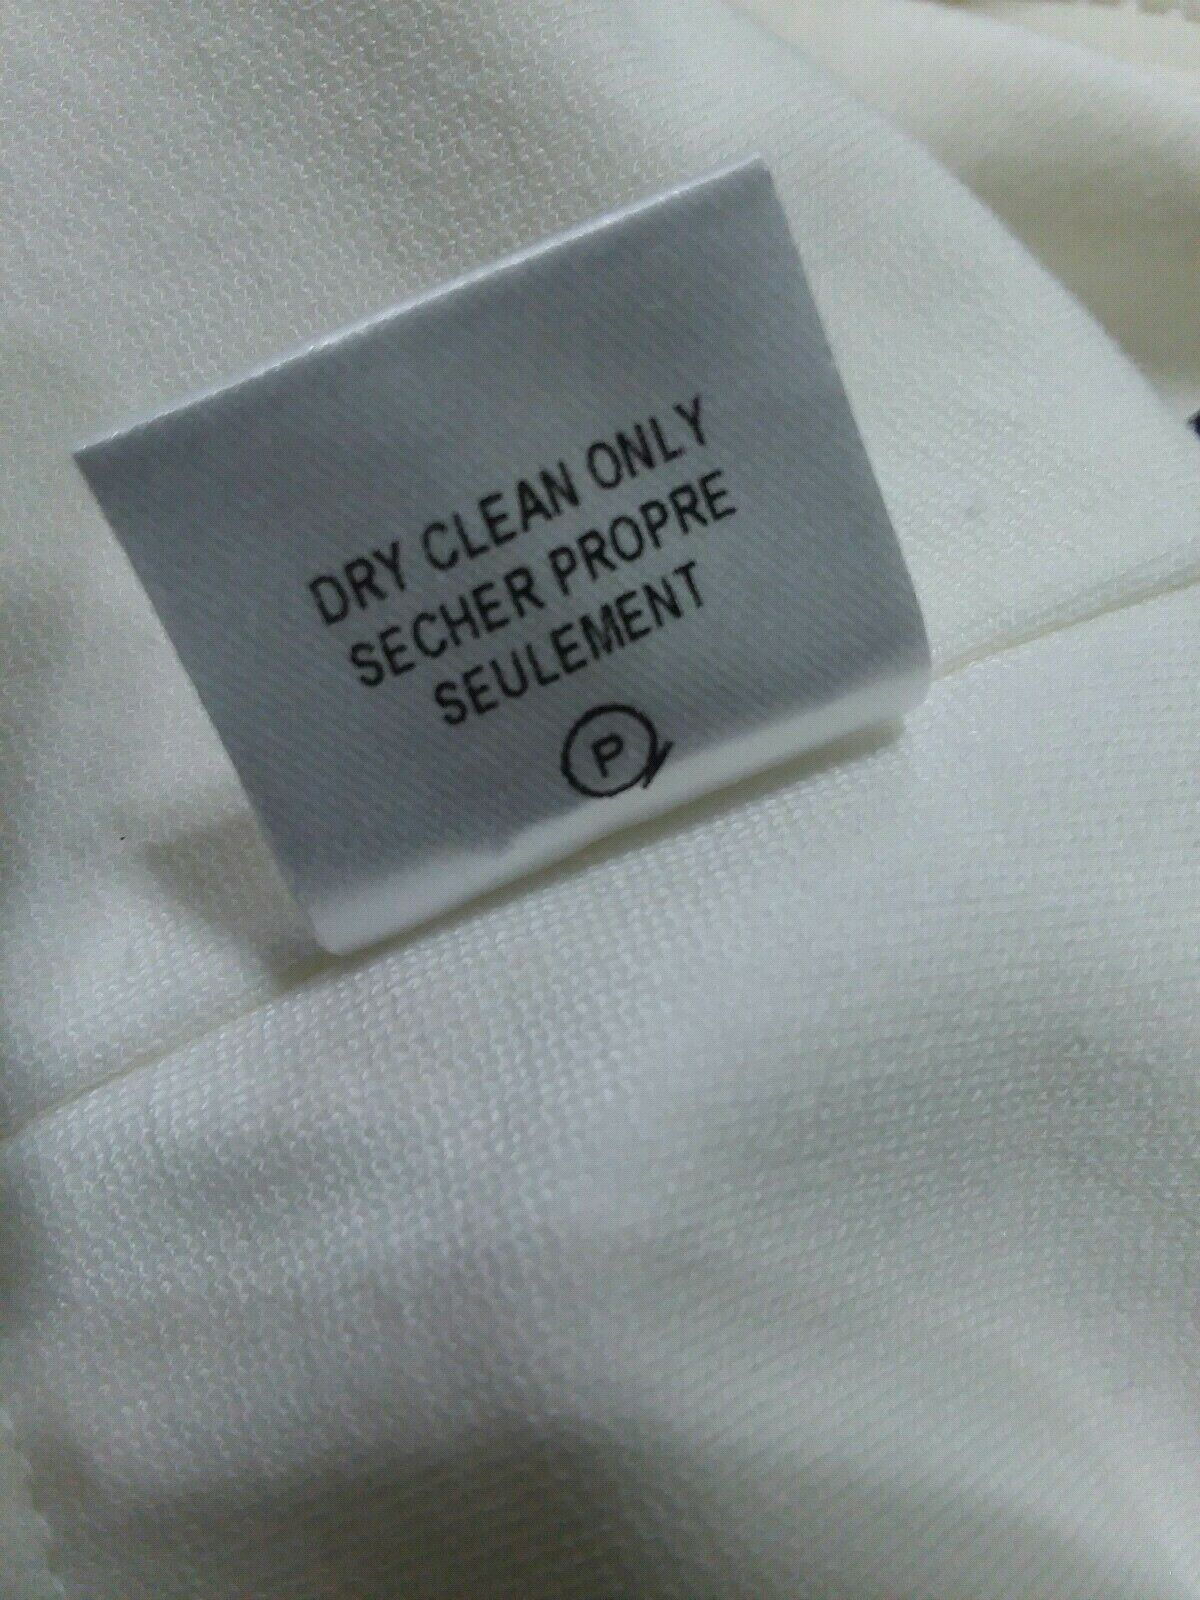 DRY CLEAN ONLY
SECHER PROPRE
SEULEMENT
P